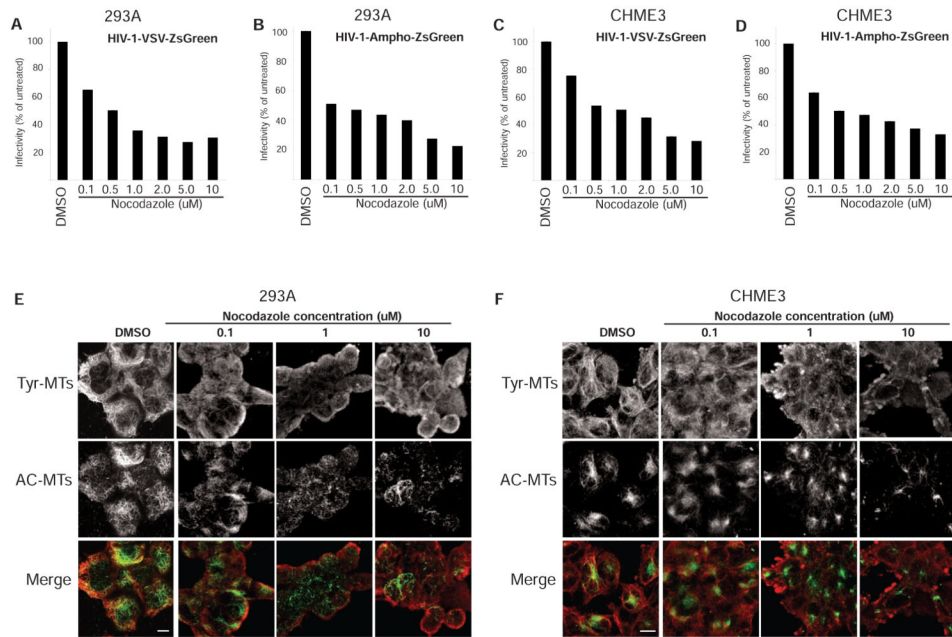 A
293A
HIV-1-VSV-ZsGreen
Infectivity (% of untreated)
100
80
60
40
20
DMSO
0.1 0.5 1.0 2.0 5.0 10
Nocodazole (uM)
B
293A
HIV-1-Ampho-ZsGreen
Infectivity (% of untreated)
100
80
60
40
20
DMSO
0.1 0.5 1.0 2.0 5.0 10
Nocodazole (uM)
C
CHME3
HIV-1-VSV-ZsGreen
Infectivity (% of untreated)
100
80
60
40
20
DMSO
0.1 0.5 1.0 2.0 5.0 10
Nocodazole (uM)
D
CHME3
HIV-1-Ampho-ZsGreen
Infectivity (% of untreated)
100
80
60
40
20
DMSO
0.1 0.5 1.0 2.0 5.0 10
Nocodazole (uM)
E
293A
Nocodazole concentration (uM)
DMSO 0.1 1 10
Tyr-MTs
AC-MTs
Merge
F
CHME3
Nocodazole concentration (uM)
DMSO 0.1 1 10
Tyr-MTs
AC-MTs
Merge